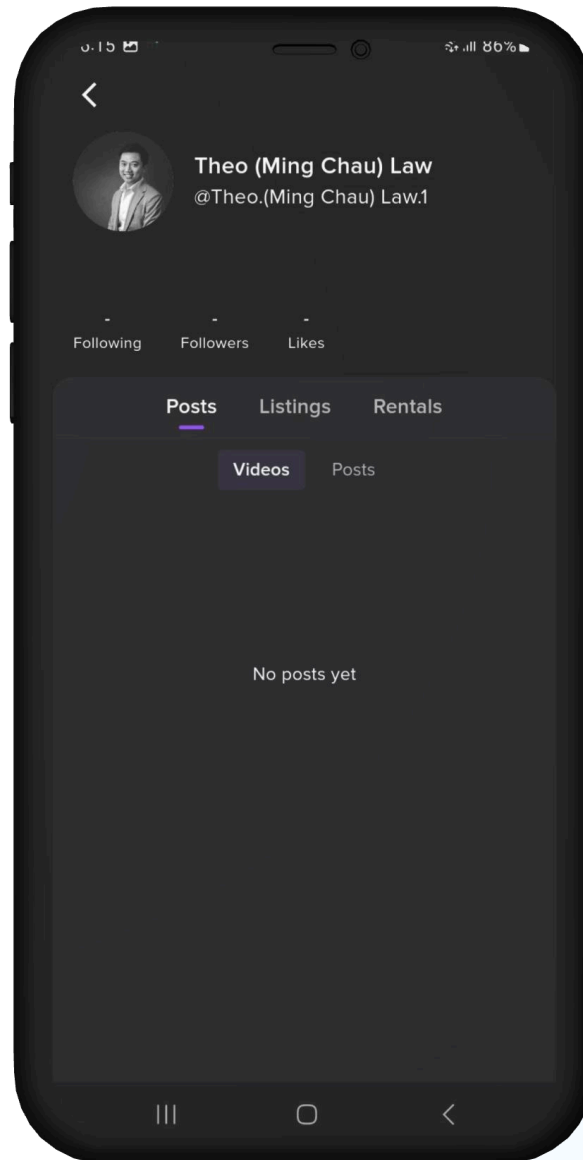 86%
Theo (Ming Chau) Law
@Theo.(Ming Chau) Law.1
- - -
Following Followers Likes
Posts Listings Rentals
Videos Posts
No posts yet